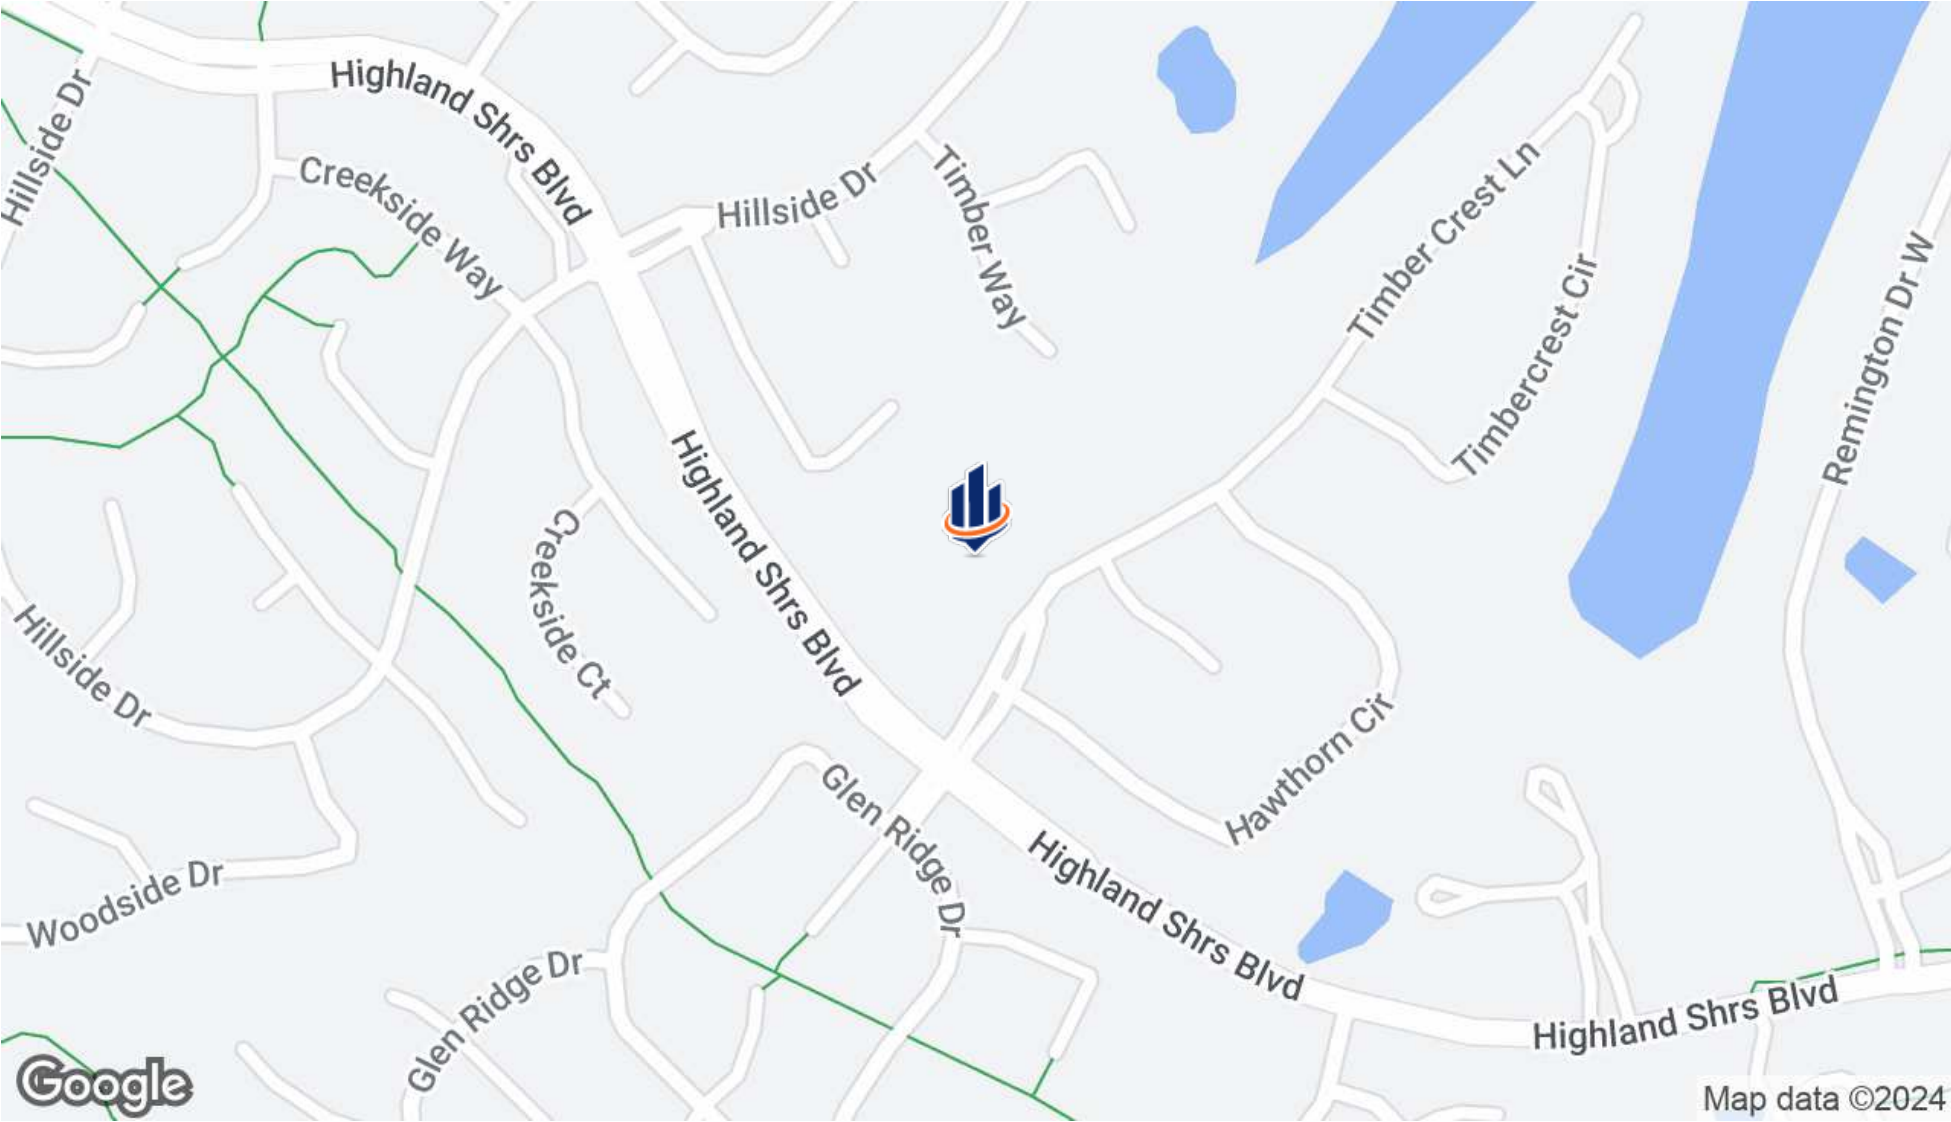 Highland Shrs Blvd
Hillside Dr
Creekside Way
Hillside Dr
Timber Way
Timber Crest Ln
Timbercrest Cir
Remington Dr W
Highland Shrs Blvd
Creekside Ct
Hillside Dr
Hawthorn Cir
Glen Ridge Dr
Woodside Dr
Highland Shrs Blvd
Glen Ridge Dr
Highland Shrs Blvd
Google
Map data ©2024